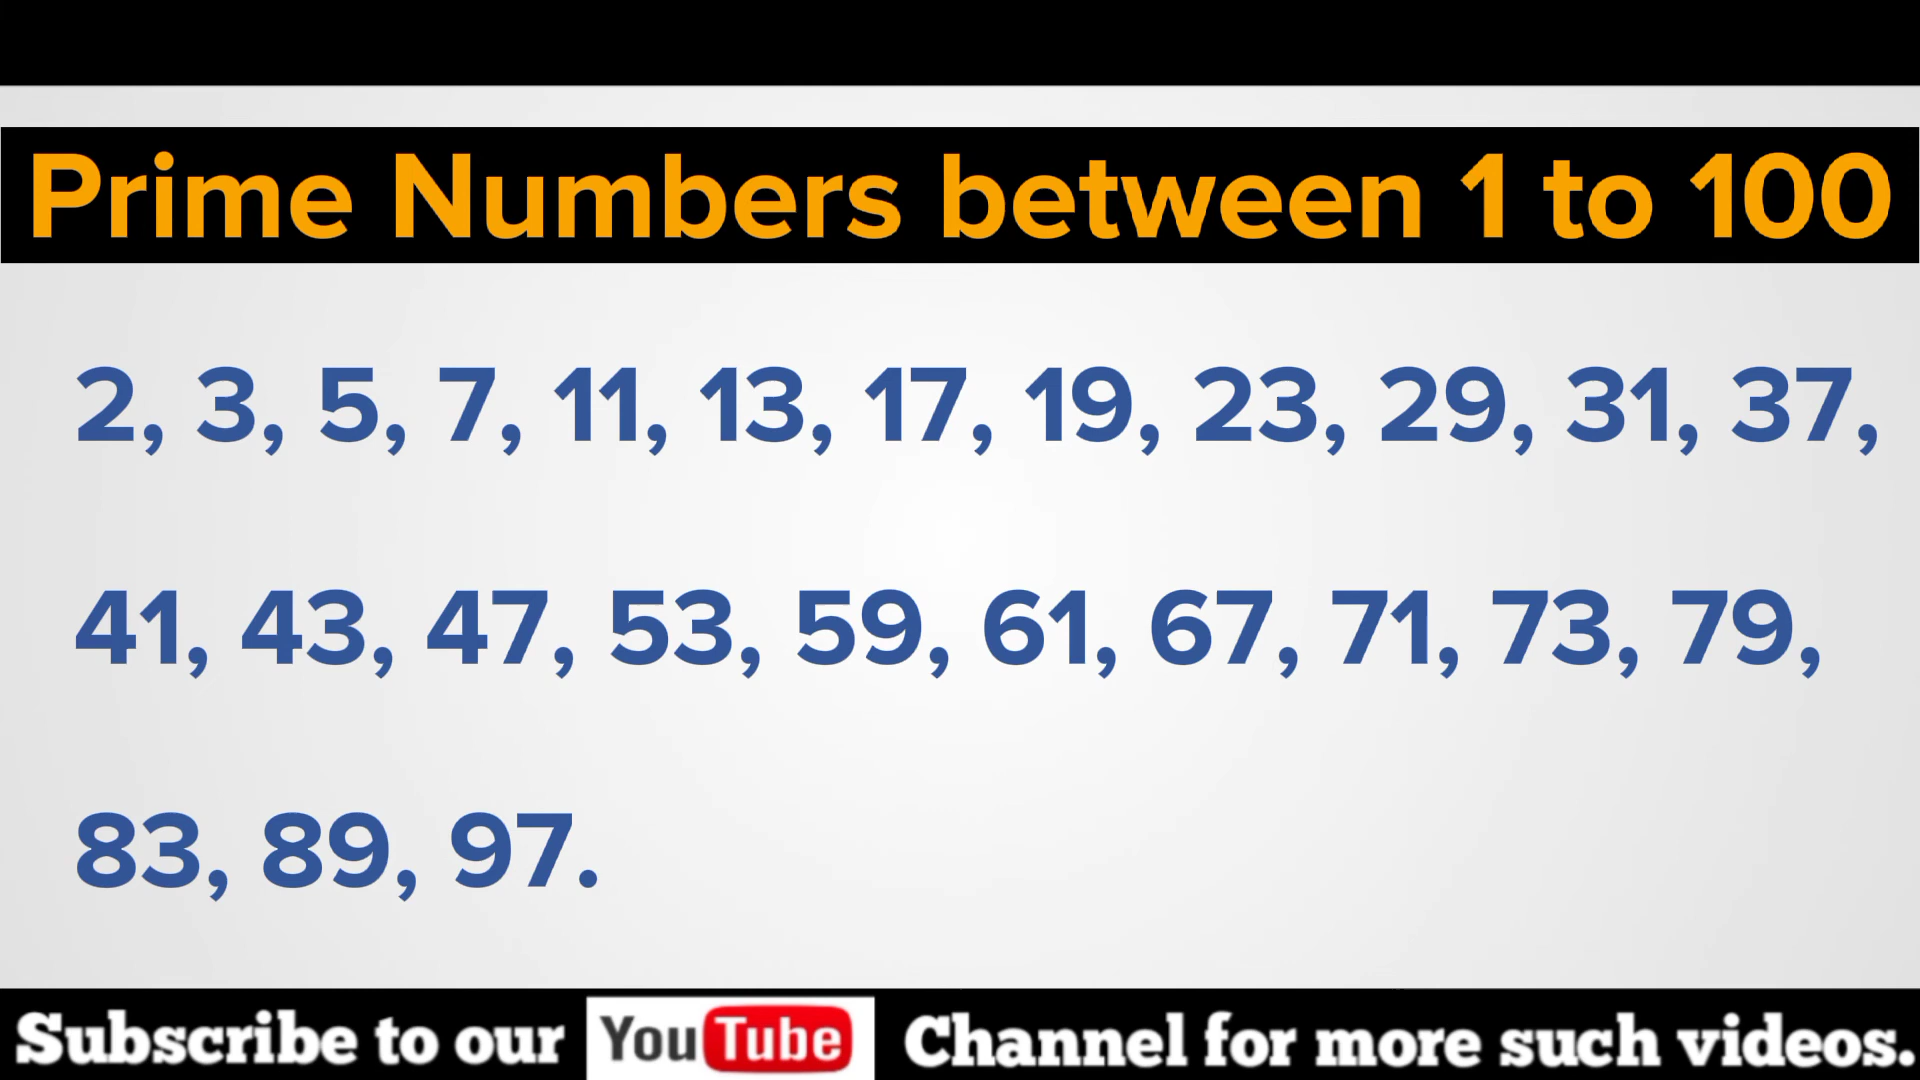 Prime Numbers between 1 to 100
2, 3, 5, 7, 11, 13, 17, 19, 23, 29, 31, 37,
41, 43, 47, 53, 59, 61, 67, 71, 73, 79,
83, 89, 97.
Subscribe to our YouTube Channel for more such videos.